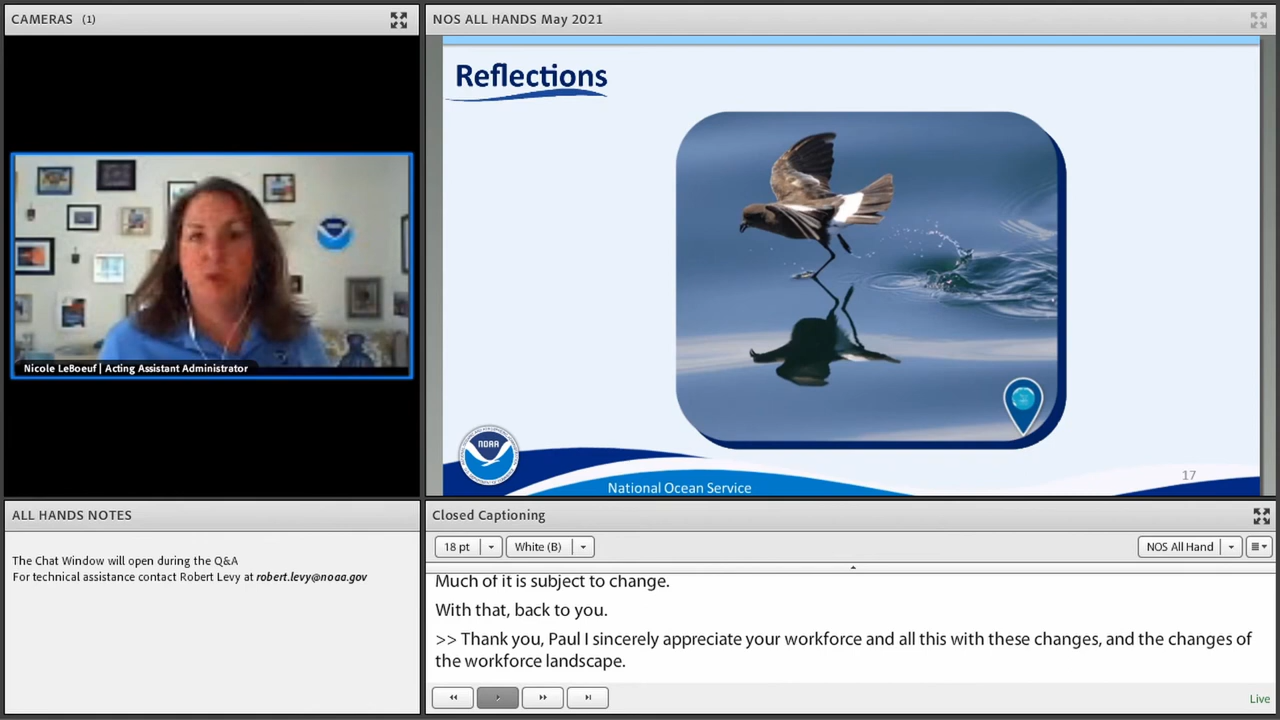 CAMERAS (1)
Nicole LeBoeuf | Acting Assistant Administrator
NOS ALL HANDS May 2021
Reflections
NOAA
National Ocean Service
17
ALL HANDS NOTES
The Chat Window will open during the Q&A
For technical assistance contact Robert Levy at robert.levy@noaa.gov
Closed Captioning
18 pt
White (B)
NOS All Hand
Much of it is subject to change.
With that, back to you.
>> Thank you, Paul I sincerely appreciate your workforce and all this with these changes, and the changes of
the workforce landscape.
Live